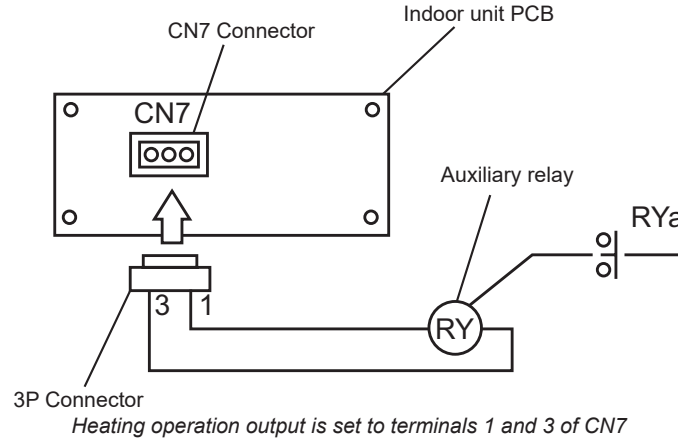 Indoor unit PCB
CN7 Connector
CN7
Auxiliary relay
RYa
3 1
RY
3P Connector
Heating operation output is set to terminals 1 and 3 of CN7